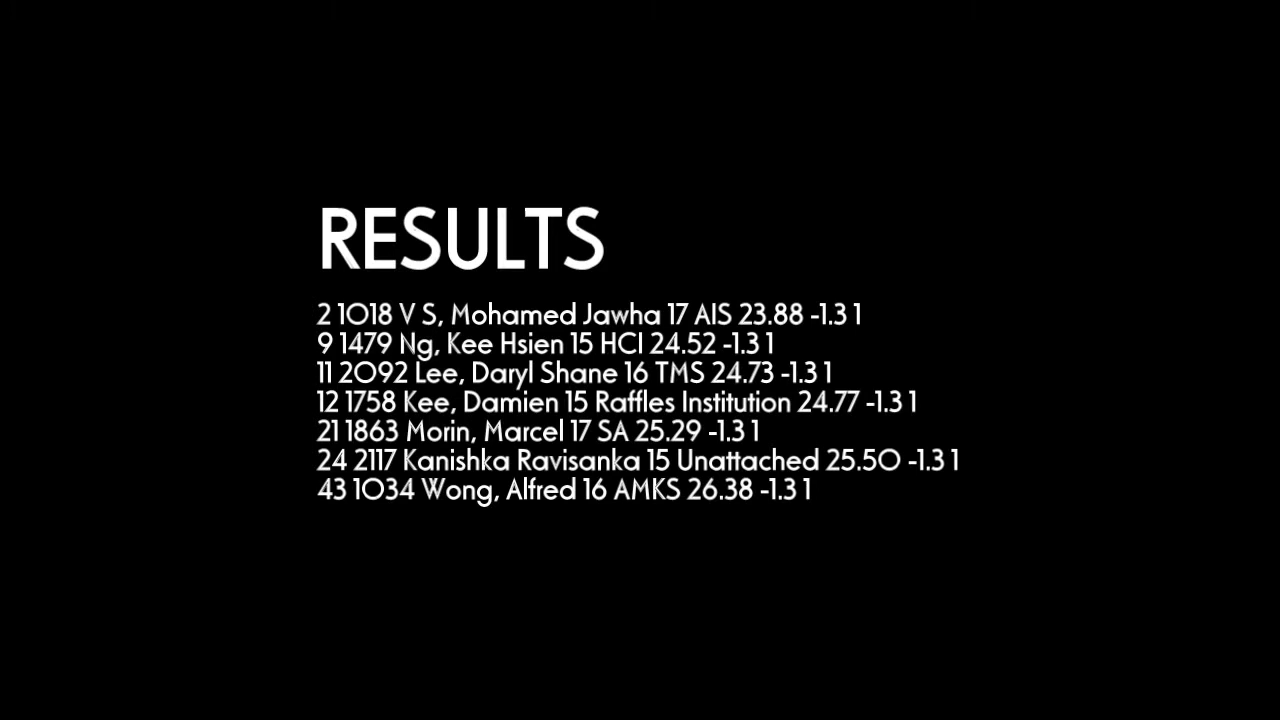 RESULTS
2 1018 V S, Mohamed Jawha 17 AIS 23.88 -1.3 1
9 1479 Ng, Kee Hsien 15 HCI 24.52 -1.3 1
11 2092 Lee, Daryl Shane 16 TMS 24.73 -1.3 1
12 1758 Kee, Damien 15 Raffles Institution 24.77 -1.3 1
21 1863 Morin, Marcel 17 SA 25.29 -1.3 1
24 2117 Kanishka Ravisanka 15 Unattached 25.50 -1.3 1
43 1034 Wong, Alfred 16 AMKS 26.38 -1.3 1